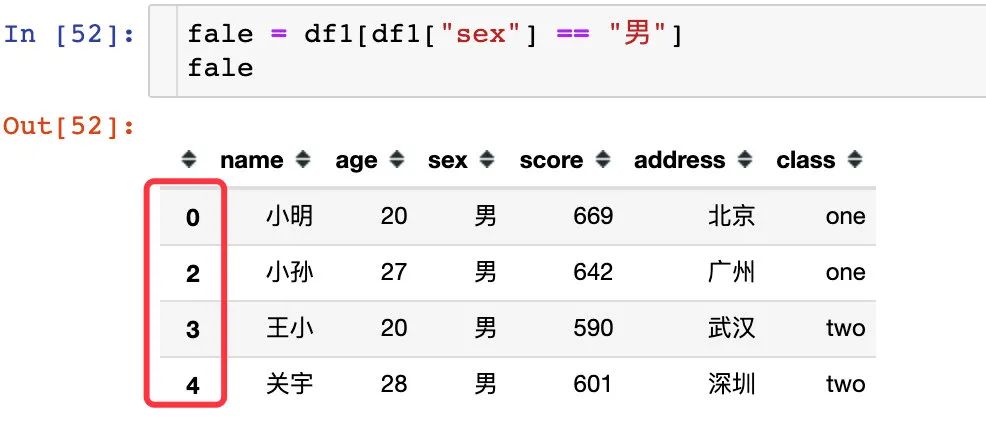 In [52]: fale = df1[df1["sex"] == "男"]
fale
Out[52]:
name age sex score address class
0 小明 20 男 669 北京 one
2 小孙 27 男 642 广州 one
3 王小 20 男 590 武汉 two
4 关宇 28 男 601 深圳 two